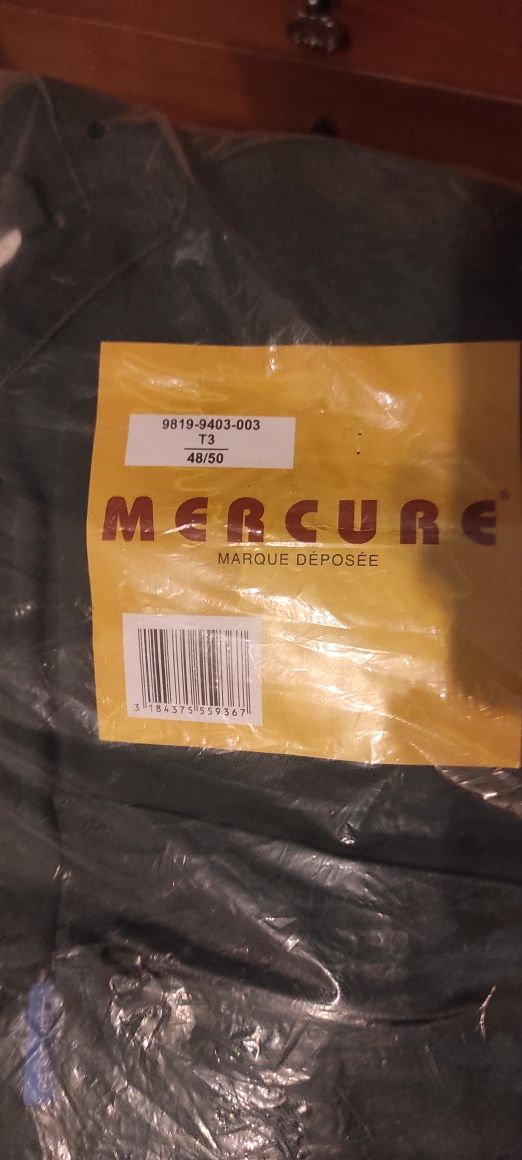 9819-9403-003
T3
48/50
MERCURE®
MARQUE DÉPOSÉE
3 184375 559367